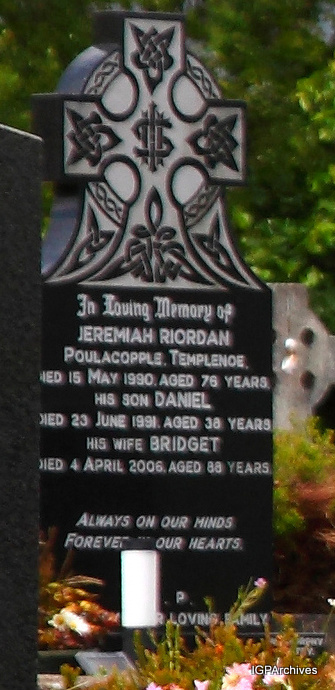 In Loving Memory of
JEREMIAH RIORDAN
POULACOPPLE, TEMPLENOE,
DIED 15 MAY 1990, AGED 76 YEARS,
HIS SON DANIEL
DIED 23 JUNE 1991, AGED 38 YEARS
HIS WIFE BRIDGET
DIED 4 APRIL 2006, AGED 88 YEARS.
ALWAYS ON OUR MINDS
FOREVER OUR HEARTS.
P.
LOVING FAMILY
IGPArchives